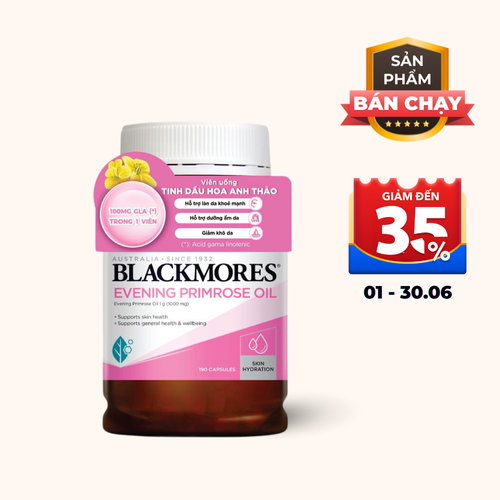 SẢN
PHẨM
BÁN CHẠY
GIẢM ĐẾN
35%
01 - 30.06
Viên uống
TINH DẦU HOA ANH THẢO
100MG GLA (*)
TRONG 1 VIÊN
Hỗ trợ làn da khoẻ mạnh
Hỗ trợ dưỡng ẩm da
Giảm khô da
(*): Acid gama linolenic
AUSTRALIA • SINCE 1932
BLACKMORES®
EVENING PRIMROSE OIL
Evening Primrose Oil 1 g (1000 mg)
• Supports skin health
• Supports general health & wellbeing
190 CAPSULES
SKIN
HYDRATION